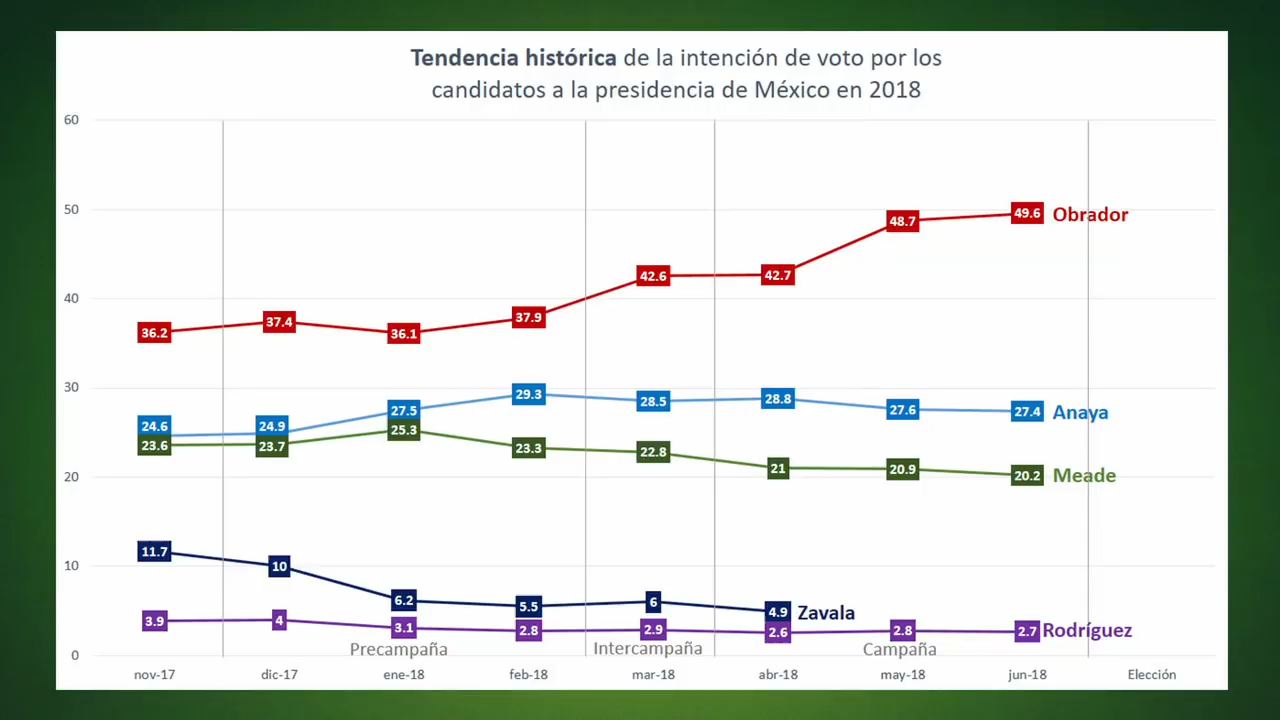 Tendencia histórica de la intención de voto por los
candidatos a la presidencia de México en 2018
60
50
40
30
20
10
0
36.2 37.4 36.1 37.9 42.6 42.7 48.7 49.6 Obrador
24.6 24.9 27.5 29.3 28.5 28.8 27.6 27.4 Anaya
23.6 23.7 25.3 23.3 22.8 21 20.9 20.2 Meade
11.7 10 6.2 5.5 6 4.9 Zavala
3.9 4 3.1 2.8 2.9 2.6 2.8 2.7 Rodríguez
Precampaña Intercampaña Campaña
nov-17 dic-17 ene-18 feb-18 mar-18 abr-18 may-18 jun-18 Elección